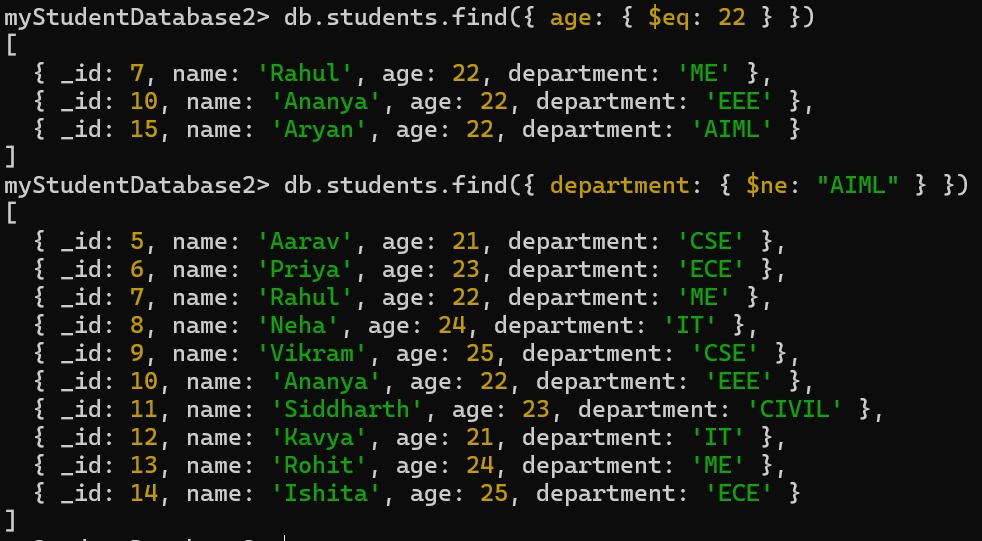 myStudentDatabase2> db.students.find({ age: { $eq: 22 } })
[
  { _id: 7, name: 'Rahul', age: 22, department: 'ME' },
  { _id: 10, name: 'Ananya', age: 22, department: 'EEE' },
  { _id: 15, name: 'Aryan', age: 22, department: 'AIML' }
]
myStudentDatabase2> db.students.find({ department: { $ne: "AIML" } })
[
  { _id: 5, name: 'Aarav', age: 21, department: 'CSE' },
  { _id: 6, name: 'Priya', age: 23, department: 'ECE' },
  { _id: 7, name: 'Rahul', age: 22, department: 'ME' },
  { _id: 8, name: 'Neha', age: 24, department: 'IT' },
  { _id: 9, name: 'Vikram', age: 25, department: 'CSE' },
  { _id: 10, name: 'Ananya', age: 22, department: 'EEE' },
  { _id: 11, name: 'Siddharth', age: 23, department: 'CIVIL' },
  { _id: 12, name: 'Kavya', age: 21, department: 'IT' },
  { _id: 13, name: 'Rohit', age: 24, department: 'ME' },
  { _id: 14, name: 'Ishita', age: 25, department: 'ECE' }
]